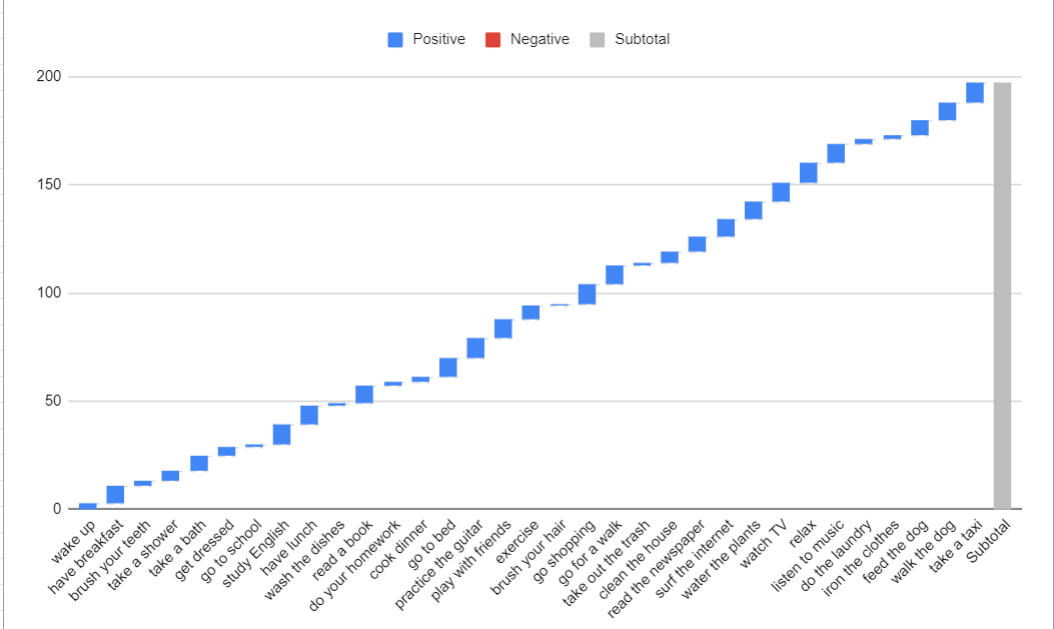 Positive Negative Subtotal
200
150
100
50
0
wake up
have breakfast
brush your teeth
take a shower
take a bath
get dressed
go to school
study English
have lunch
wash the dishes
read a book
do your homework
cook dinner
go to bed
practice the guitar
play with friends
exercise
brush your hair
go shopping
go for a walk
take out the trash
clean the house
read the newspaper
surf the internet
water the plants
watch TV
relax
listen to music
do the laundry
iron the clothes
feed the dog
walk the dog
take a taxi
Subtotal